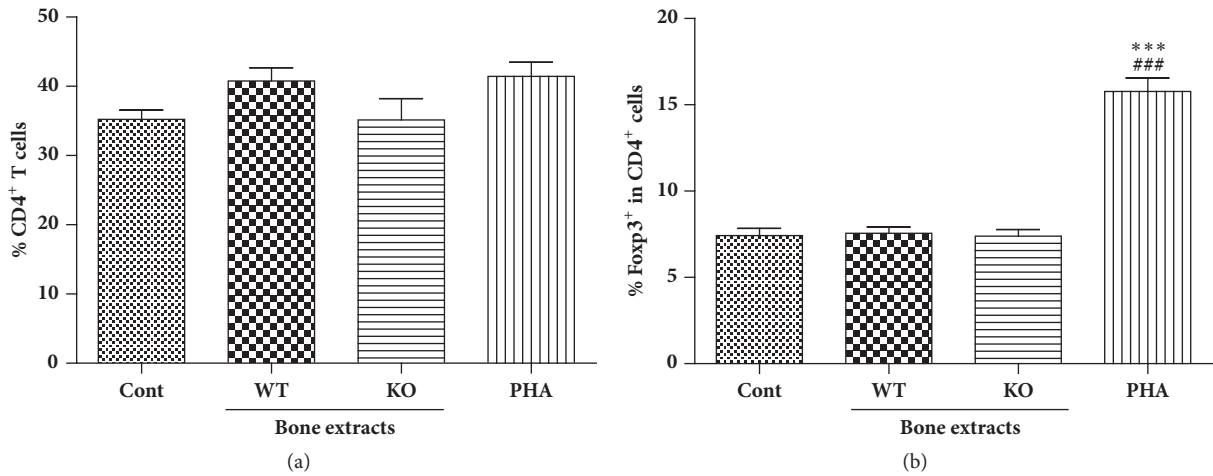 50
40
30
20
10
0
% CD4+ T cells
Cont
WT
KO
PHA
Bone extracts
(a)
20
15
10
5
0
% Foxp3+ in CD4+ cells
***
###
Cont
WT
KO
PHA
Bone extracts
(b)